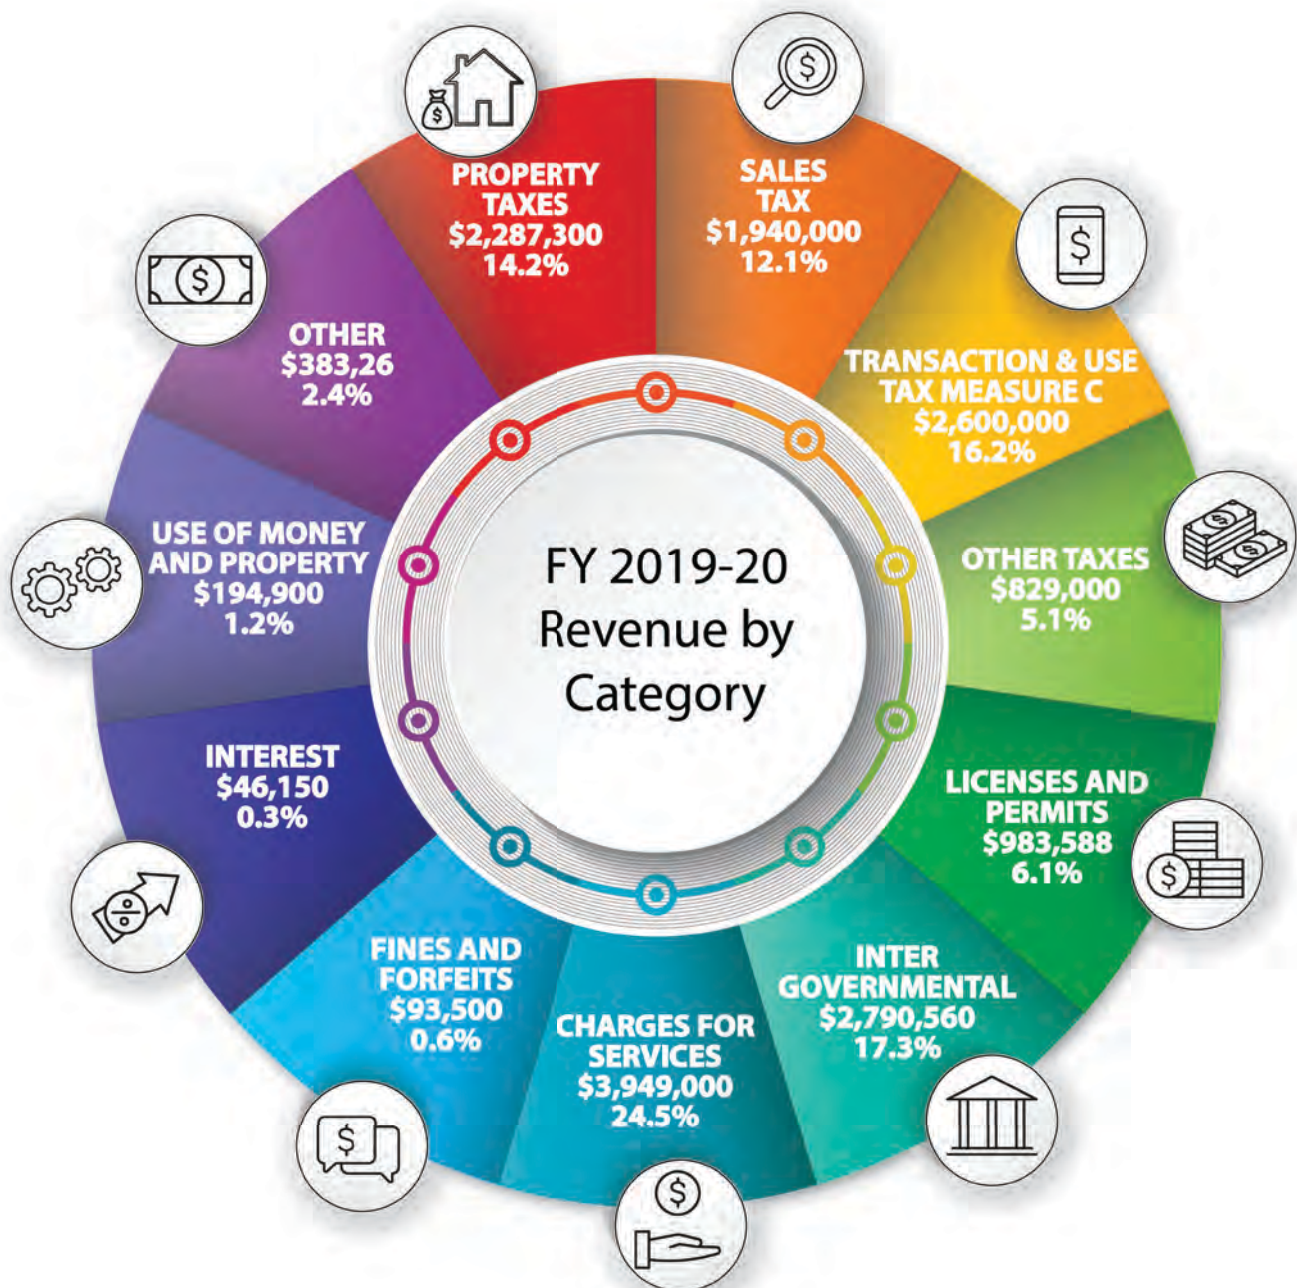 PROPERTY
TAXES
$2,287,300
14.2%
SALES
TAX
$1,940,000
12.1%
TRANSACTION & USE
TAX MEASURE C
$2,600,000
16.2%
OTHER TAXES
$829,000
5.1%
LICENSES AND
PERMITS
$983,588
6.1%
INTER
GOVERNMENTAL
$2,790,560
17.3%
CHARGES FOR
SERVICES
$3,949,000
24.5%
FINES AND
FORFEITS
$93,500
0.6%
INTEREST
$46,150
0.3%
USE OF MONEY
AND PROPERTY
$194,900
1.2%
OTHER
$383,26
2.4%
FY 2019-20
Revenue by
Category
$
$
$
$
$
$
$
$
$
$
÷